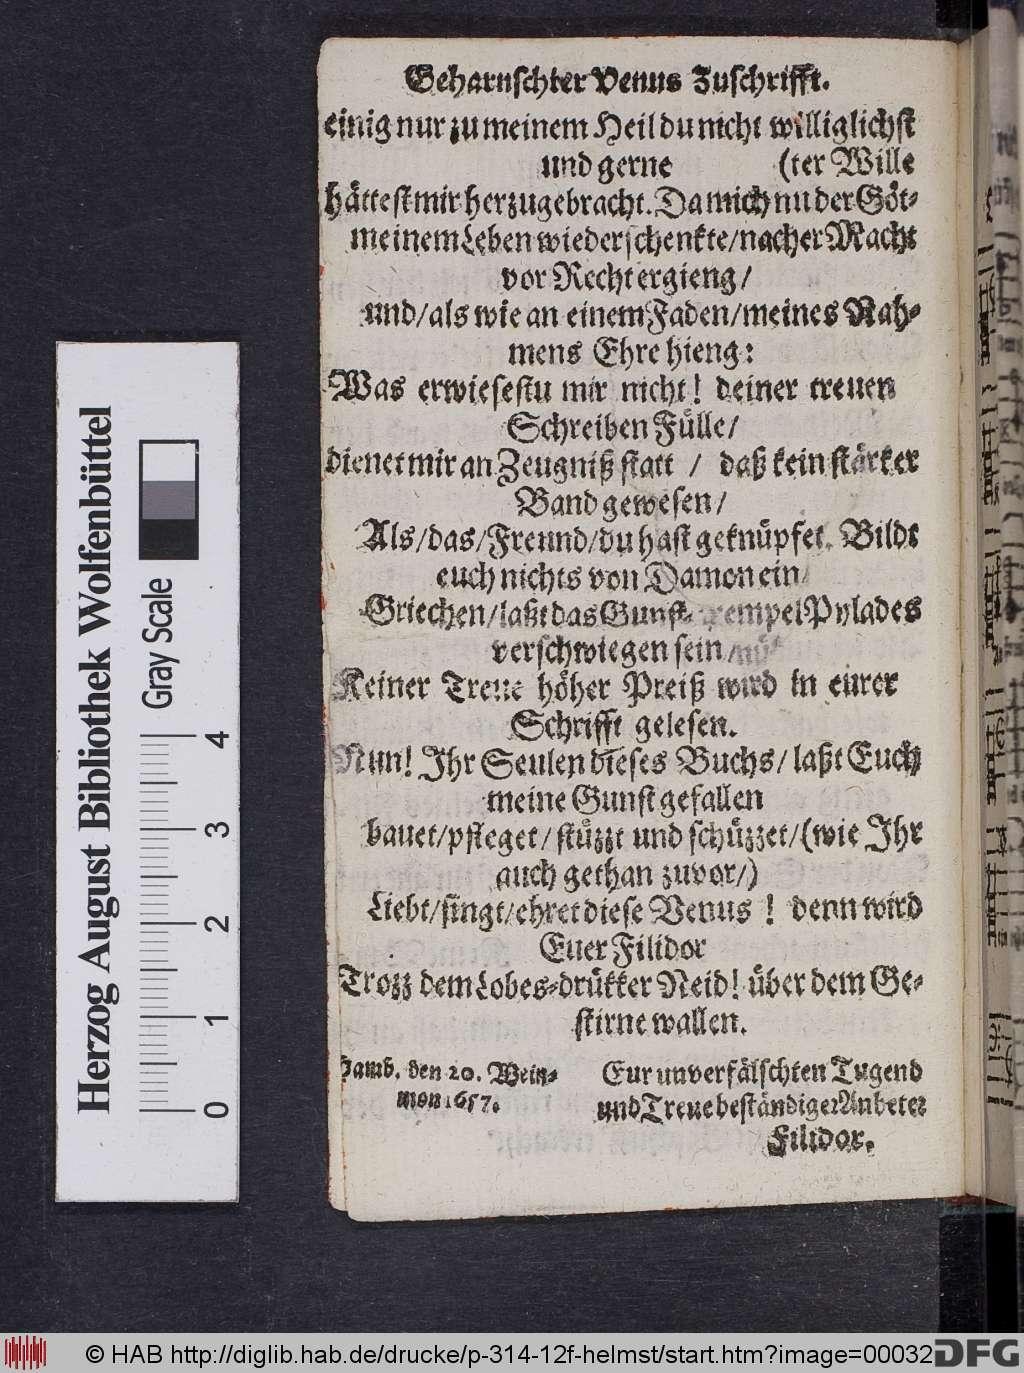 Geharnschter Venus Zuschrifft.
einig nur zu meinem Heil du nicht williglichst
und gerne (ter Wille
hättest mir herzugebracht. Da mich nu der Göt-
meinem Leben wiederschenkte/nach er Macht
vor Recht ergieng/
und/als wie an einem Faden/meines Nah-
mens Ehre hieng:
Was erwiesestu mir nicht! deiner treuen
Schreiben Fülle/
dienet mir an Zeugniß statt / daß kein stärker
Band gewesen/
Als/das/Freund/du hast geknüpfet. Bildt
euch nichts von Damon ein/
Griechen/laßt das Gunst- Pylades
verschwiegen sein/
Keiner Treue höher Preiß wird in eurer
Schrifft gelesen.
Nun! Ihr Seulen dieses Buchs/laßt Euch
meine Gunst gefallen
bauet/pfleget/stüzzt und schüzzet/(wie Ihr
auch gethan zuvor/)
Liebt/singt/ehret diese Venus ! denn wird
Euer Filidor
Trozz dem Lobes-drükker Neid! über dem Ge-
stirne wallen.
Hamb. den 20. Wein-
mon 1657.
Eur unverfälschten Tugend
und Treue beständiger Anbeter
Filidor.
Herzog August Bibliothek Wolfenbüttel
Gray Scale
0 1 2 3 4
© HAB http://diglib.hab.de/drucke/p-314-12f-helmst/start.htm?image=00032
DFG